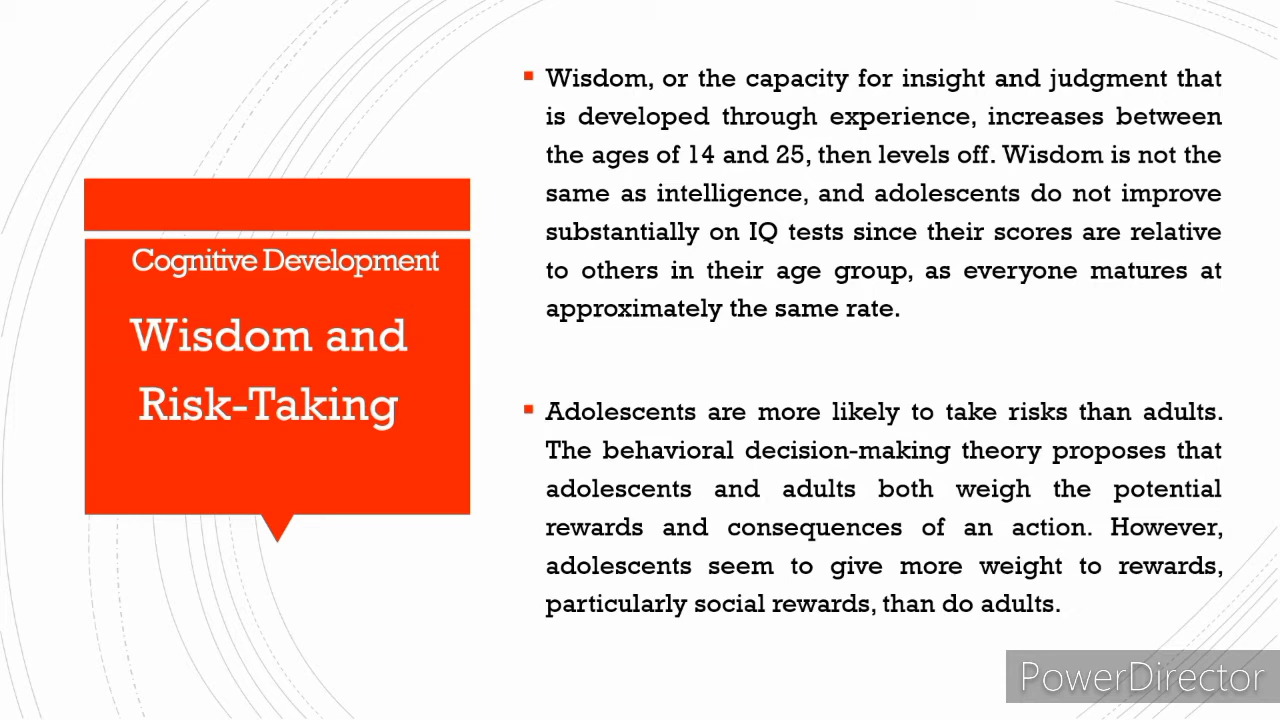 Cognitive Development
Wisdom and
Risk-Taking
Wisdom, or the capacity for insight and judgment that
is developed through experience, increases between
the ages of 14 and 25, then levels off. Wisdom is not the
same as intelligence, and adolescents do not improve
substantially on IQ tests since their scores are relative
to others in their age group, as everyone matures at
approximately the same rate.
Adolescents are more likely to take risks than adults.
The behavioral decision-making theory proposes that
adolescents and adults both weigh the potential
rewards and consequences of an action. However,
adolescents seem to give more weight to rewards,
particularly social rewards, than do adults.
PowerDirector